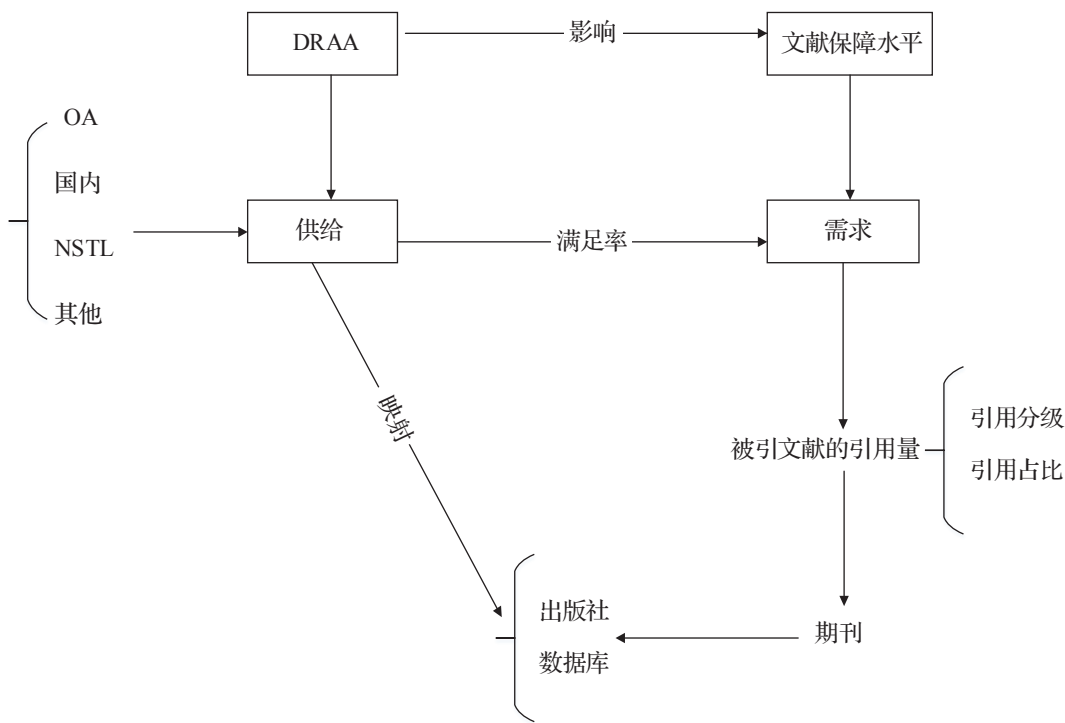 DRAA
影响
文献保障水平
OA
国内
NSTL
其他
供给
满足率
需求
映射
被引文献的引用量
引用分级
引用占比
出版社
数据库
期刊